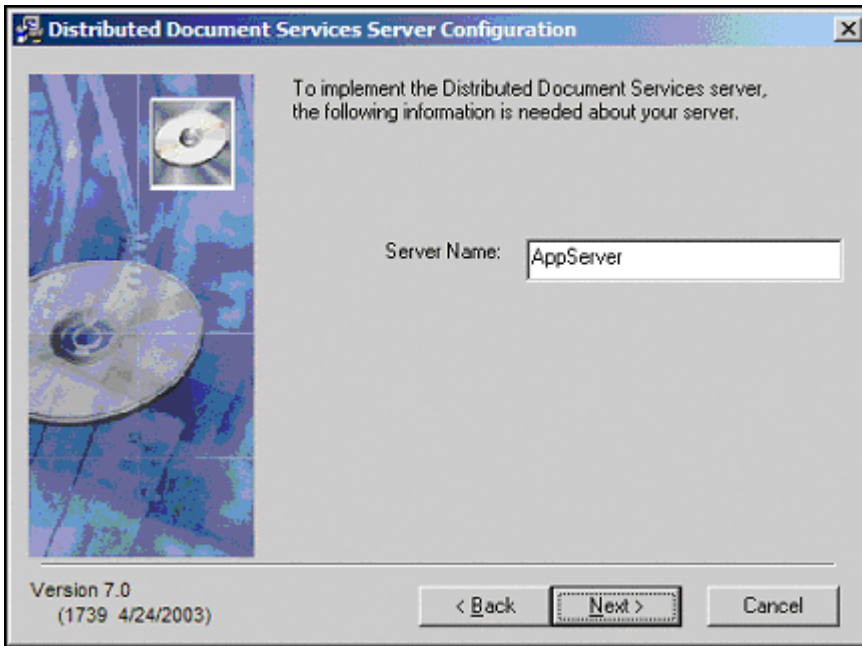 Distributed Document Services Server Configuration
To implement the Distributed Document Services server,
the following information is needed about your server.
Server Name: AppServer
Version 7.0
(1739 4/24/2003)
< Back Next > Cancel